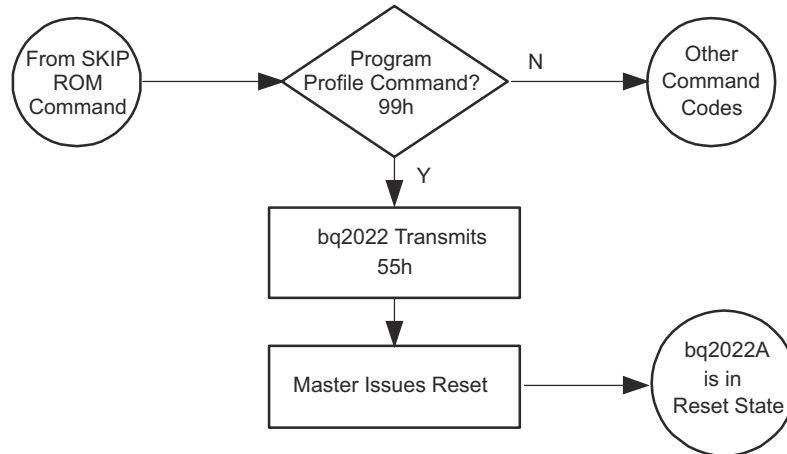 From SKIP
ROM
Command
Program
Profile Command?
99h
N
Other
Command
Codes
Y
bq2022 Transmits
55h
Master Issues Reset
bq2022A
is in
Reset State